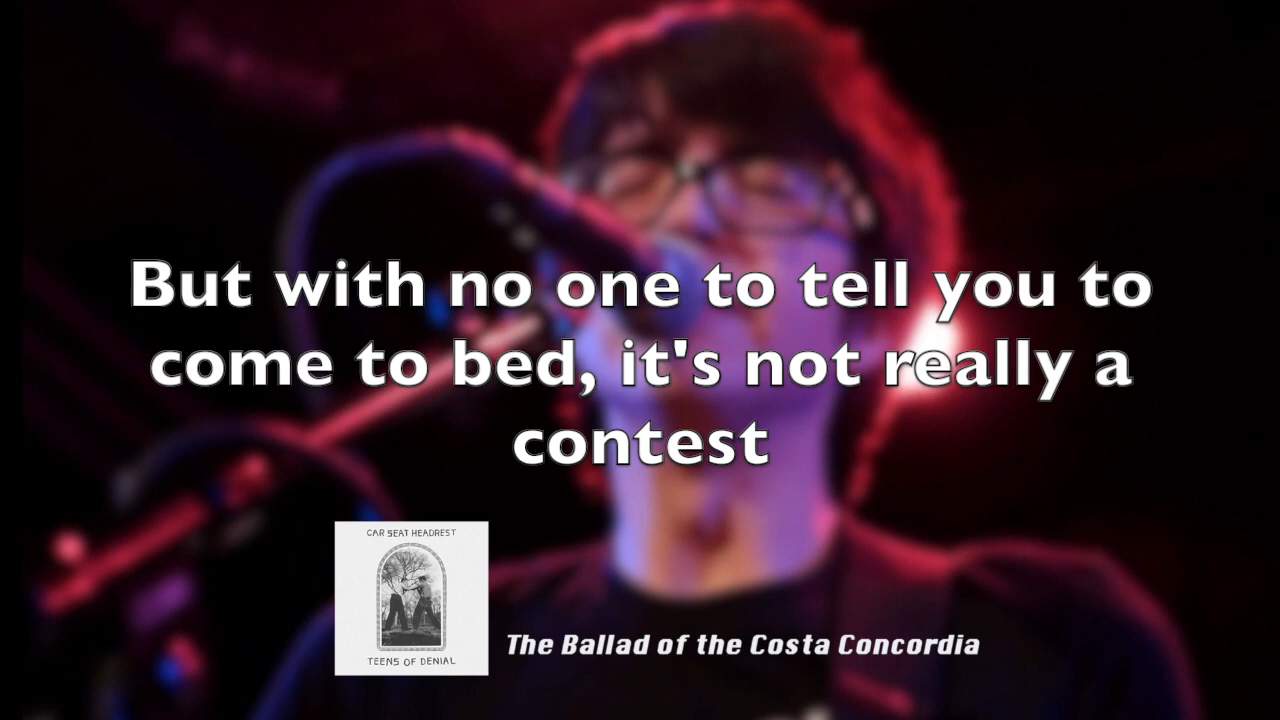 But with no one to tell you to
come to bed, it's not really a
contest
CAR SEAT HEADREST
TEENS OF DENIAL
The Ballad of the Costa Concordia